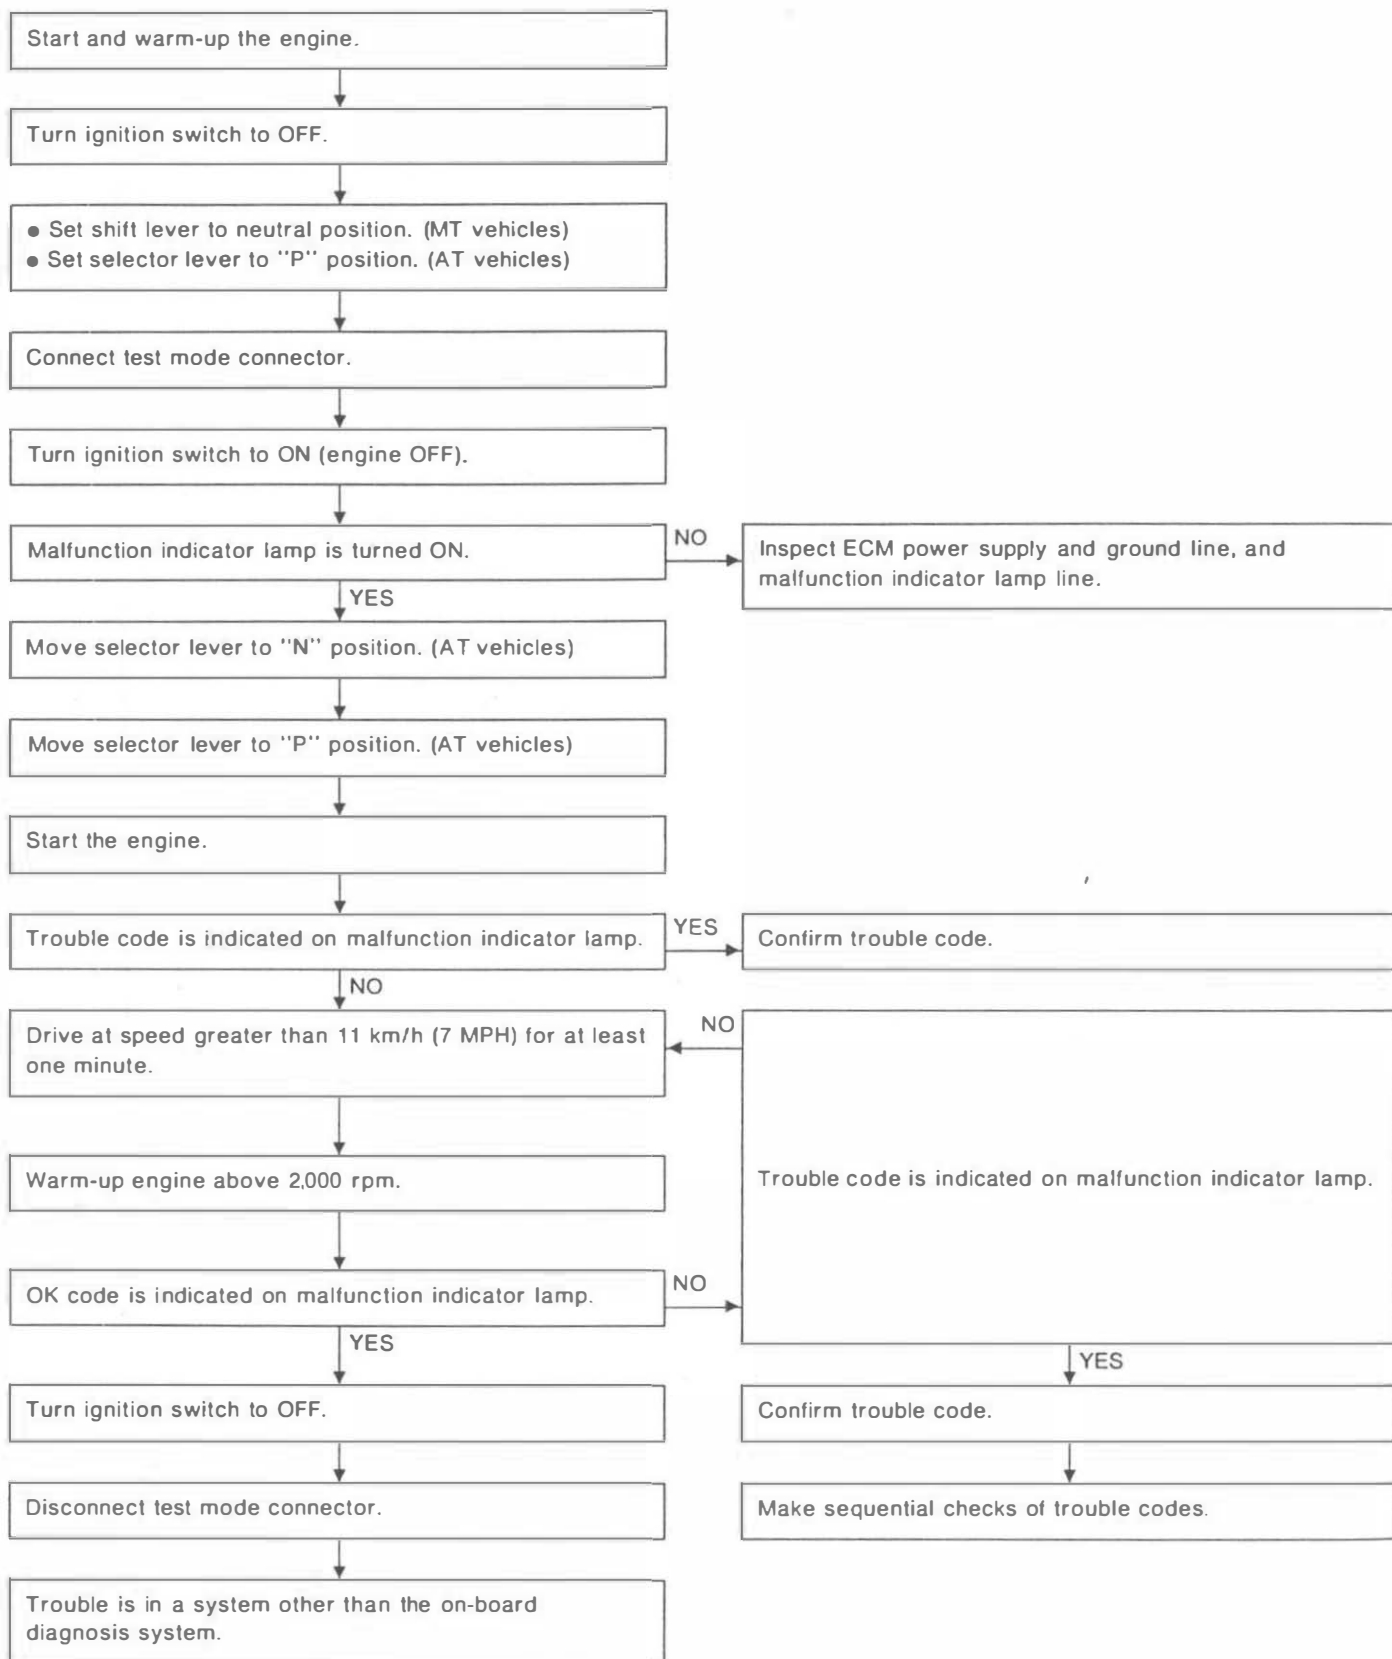 Start and warm-up the engine.
Turn ignition switch to OFF.
● Set shift lever to neutral position. (MT vehicles)
● Set selector lever to "P" position. (AT vehicles)
Connect test mode connector.
Turn ignition switch to ON (engine OFF).
Malfunction indicator lamp is turned ON.
NO
Inspect ECM power supply and ground line, and
malfunction indicator lamp line.
YES
Move selector lever to "N" position. (AT vehicles)
Move selector lever to "P" position. (AT vehicles)
Start the engine.
Trouble code is indicated on malfunction indicator lamp.
YES
Confirm trouble code.
NO
Drive at speed greater than 11 km/h (7 MPH) for at least
one minute.
NO
Warm-up engine above 2,000 rpm.
Trouble code is indicated on malfunction indicator lamp.
OK code is indicated on malfunction indicator lamp.
NO
YES
YES
Turn ignition switch to OFF.
Confirm trouble code.
Disconnect test mode connector.
Make sequential checks of trouble codes.
Trouble is in a system other than the on-board
diagnosis system.